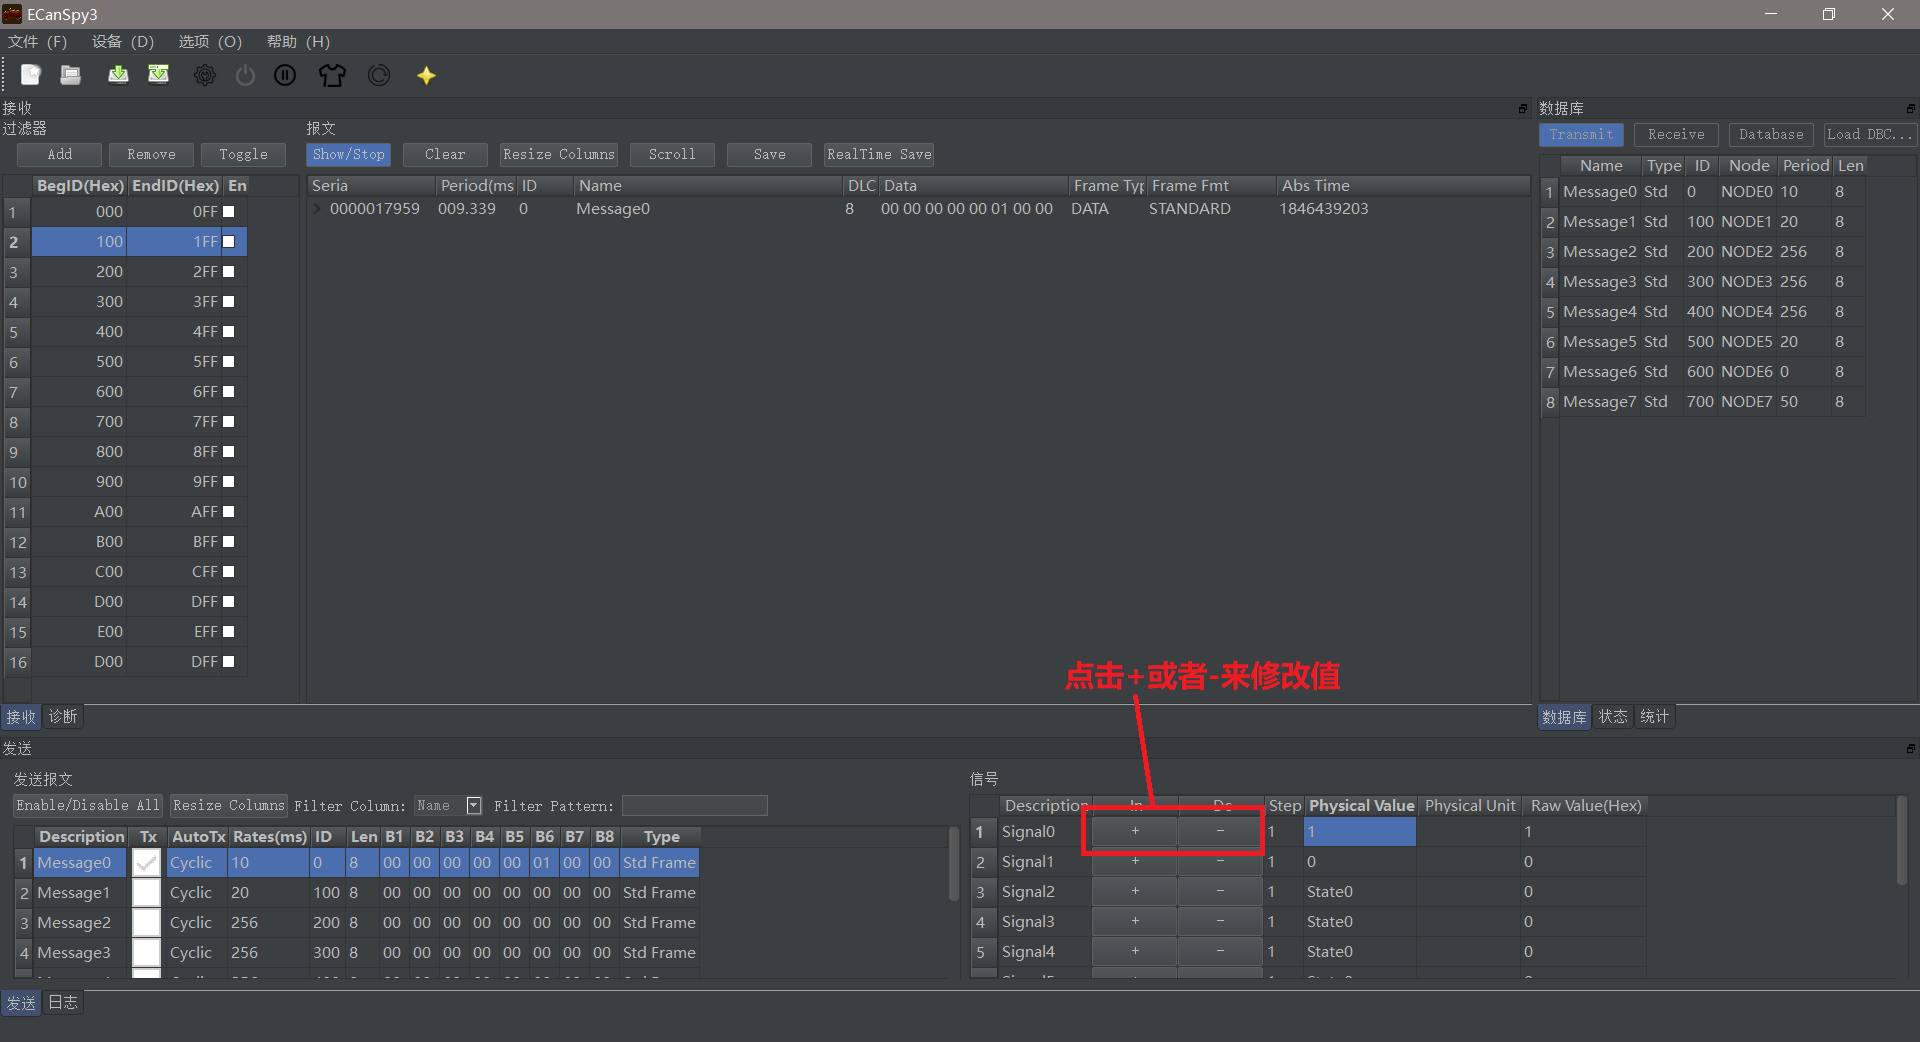 ECanSpy3
文件 (F) 设备 (D) 选项 (O) 帮助 (H)
接收
过滤器
Add Remove Toggle
BegID(Hex) EndID(Hex) En
1 000 0FF
2 100 1FF
3 200 2FF
4 300 3FF
5 400 4FF
6 500 5FF
7 600 6FF
8 700 7FF
9 800 8FF
10 900 9FF
11 A00 AFF
12 B00 BFF
13 C00 CFF
14 D00 DFF
15 E00 EFF
16 D00 DFF
报文
Show/Stop Clear Resize Columns Scroll Save RealTime Save
Seria Period(ms ID Name DLC Data Frame Typ Frame Fmt Abs Time
0000017959 009.339 0 Message0 8 00 00 00 00 00 01 00 00 DATA STANDARD 1846439203
接收 诊断
数据库
Transmit Receive Database Load DBC...
Name Type ID Node Period Len
1 Message0 Std 0 NODE0 10 8
2 Message1 Std 100 NODE1 20 8
3 Message2 Std 200 NODE2 256 8
4 Message3 Std 300 NODE3 256 8
5 Message4 Std 400 NODE4 256 8
6 Message5 Std 500 NODE5 20 8
7 Message6 Std 600 NODE6 0 8
8 Message7 Std 700 NODE7 50 8
数据库 状态 统计
点击+或者-来修改值
发送
发送报文
Enable/Disable All Resize Columns Filter Column: Name Filter Pattern:
Description Tx AutoTx Rates(ms) ID Len B1 B2 B3 B4 B5 B6 B7 B8 Type
1 Message0 Cyclic 10 0 8 00 00 00 00 00 01 00 00 Std Frame
2 Message1 Cyclic 20 100 8 00 00 00 00 00 00 00 00 Std Frame
3 Message2 Cyclic 256 200 8 00 00 00 00 00 00 00 00 Std Frame
4 Message3 Cyclic 256 300 8 00 00 00 00 00 00 00 00 Std Frame
信号
Description In De Step Physical Value Physical Unit Raw Value(Hex)
1 Signal0 + - 1 1 1
2 Signal1 + - 1 0 0
3 Signal2 + - 1 State0 0
4 Signal3 + - 1 State0 0
5 Signal4 + - 1 State0 0
发送 日志